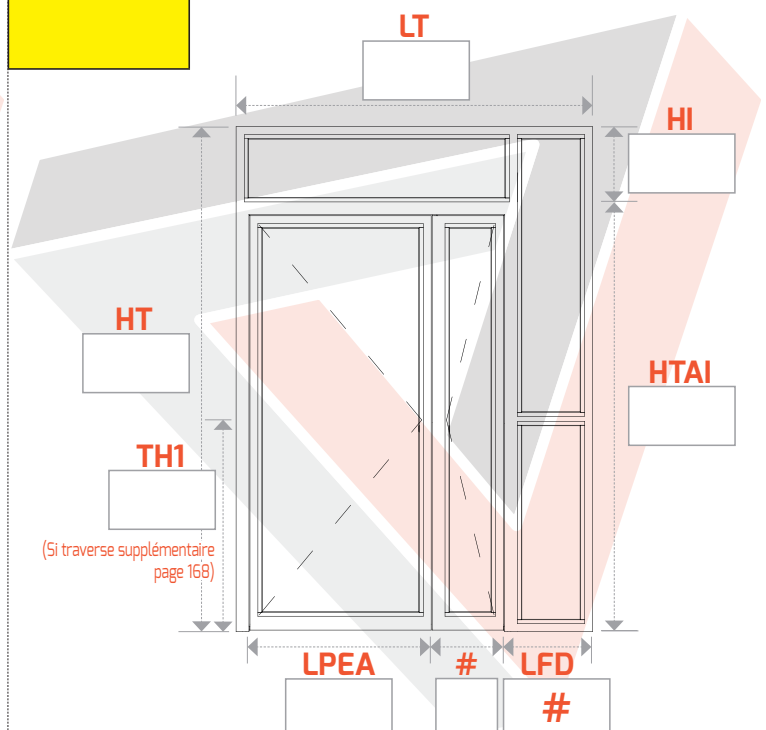 LT
HI
HT
HTAI
TH1
(Si traverse supplémentaire
page 168)
LPEA
#
LFD
#